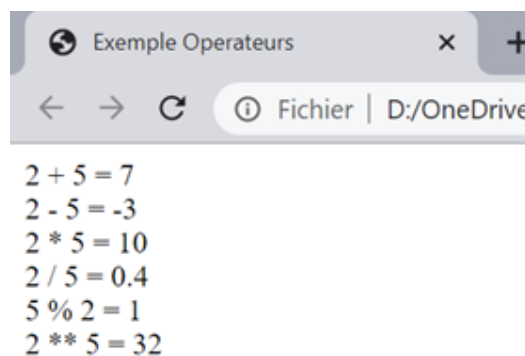 Exemple Operateurs
Fichier | D:/OneDrive
2 + 5 = 7
2 - 5 = -3
2 * 5 = 10
2 / 5 = 0.4
5 % 2 = 1
2 ** 5 = 32